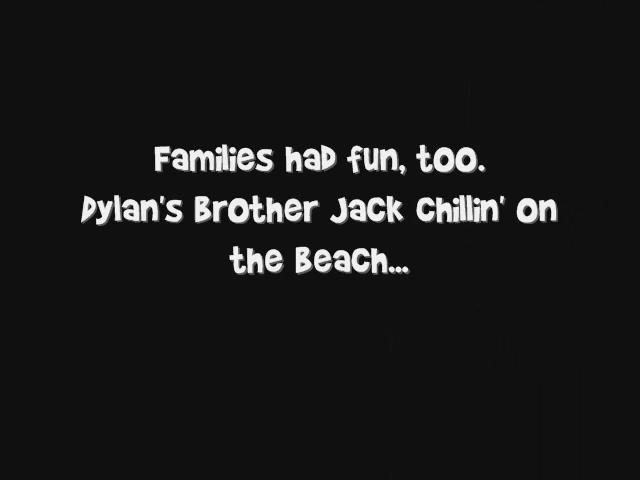 Families had fun, too.
Dylan's Brother Jack Chillin' on
the Beach...